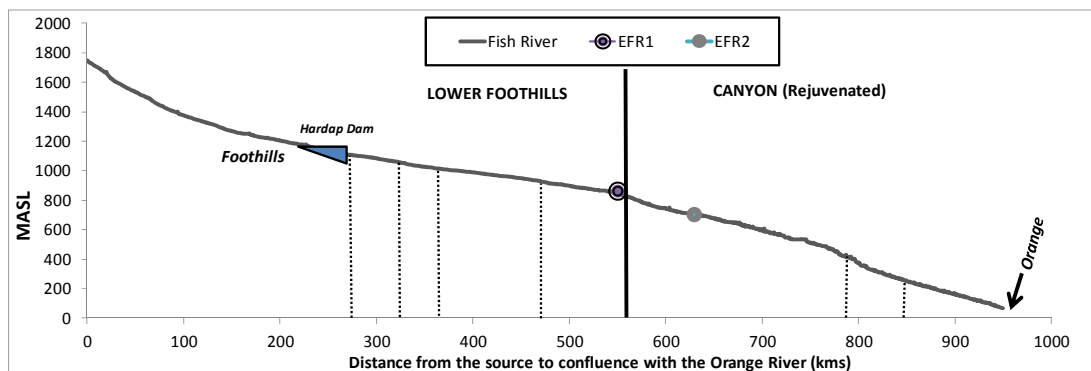 2000
1800
1600
1400
1200
1000
800
600
400
200
0
MASL
Fish River EFR1 EFR2
LOWER FOOTHILLS
CANYON (Rejuvenated)
Hardap Dam
Foothills
Orange
0 100 200 300 400 500 600 700 800 900 1000
Distance from the source to confluence with the Orange River (kms)